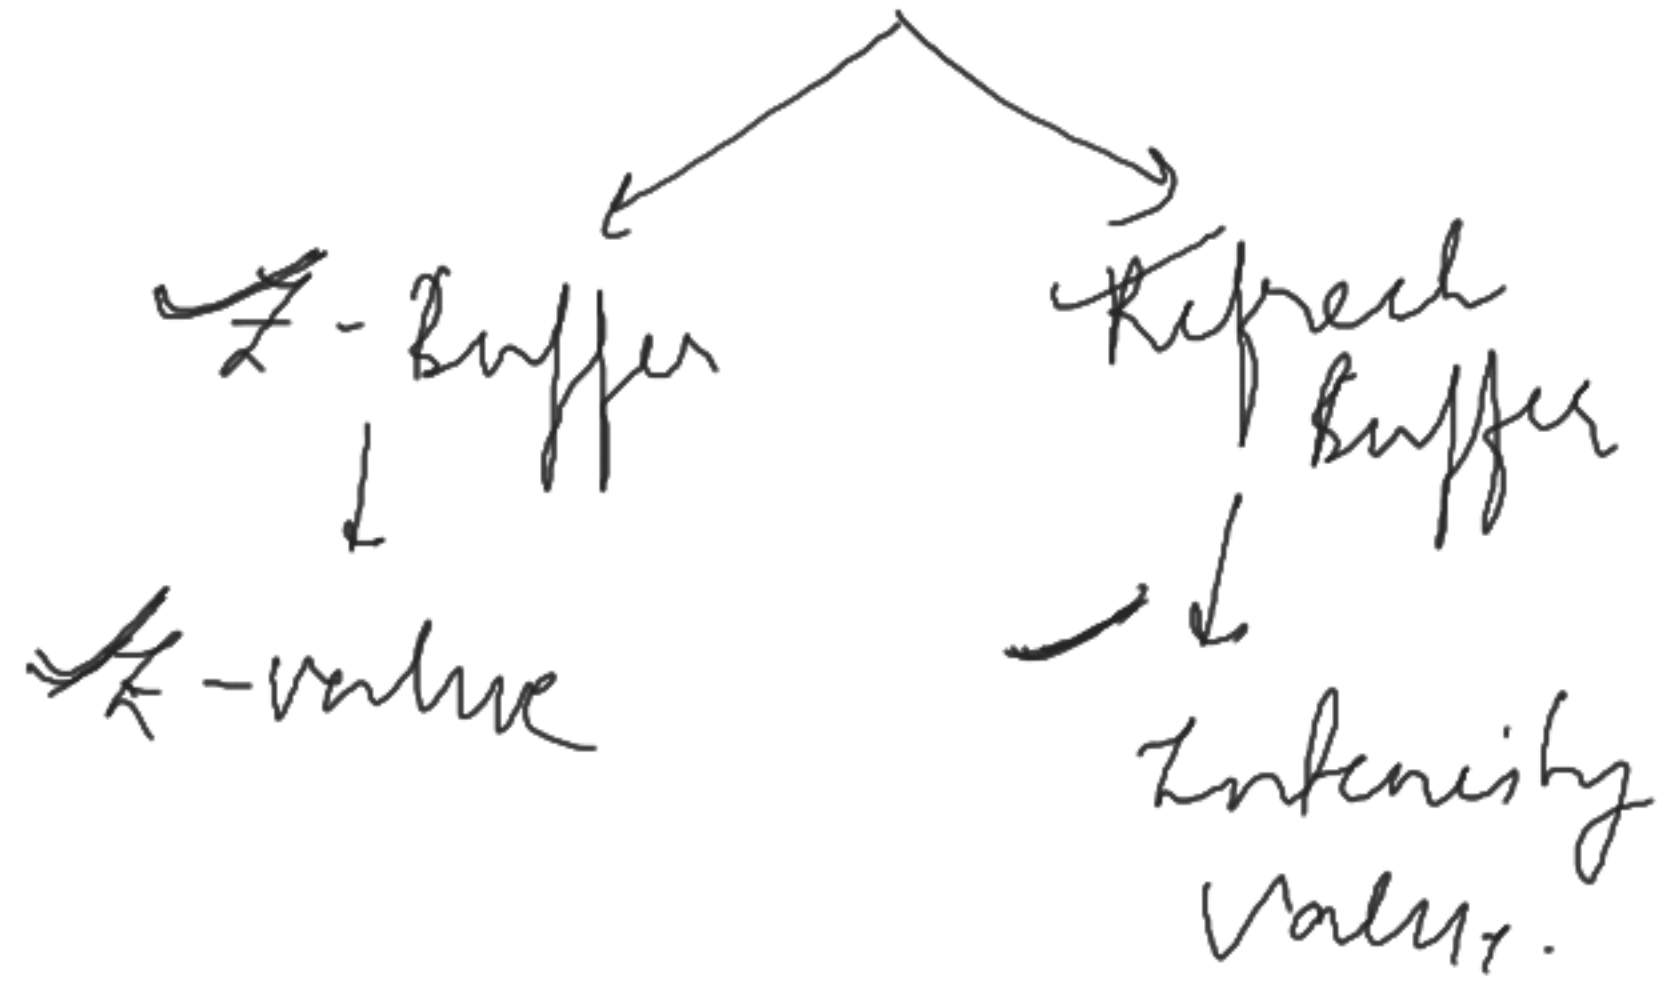 Z - Buffer
Refresh
Buffer
Z - value
Intensity
Value.